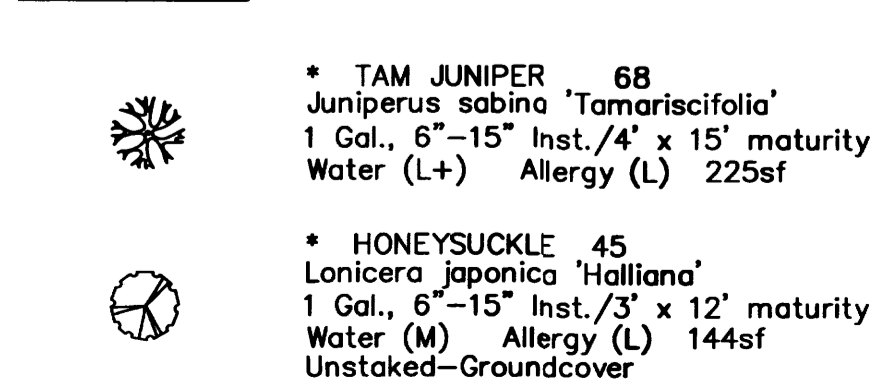 * TAM JUNIPER 68
Juniperus sabina 'Tamariscifolia'
1 Gal., 6"-15" Inst./4' x 15' maturity
Water (L+) Allergy (L) 225sf
* HONEYSUCKLE 45
Lonicera japonica 'Halliana'
1 Gal., 6"-15" Inst./3' x 12' maturity
Water (M) Allergy (L) 144sf
Unstaked-Groundcover